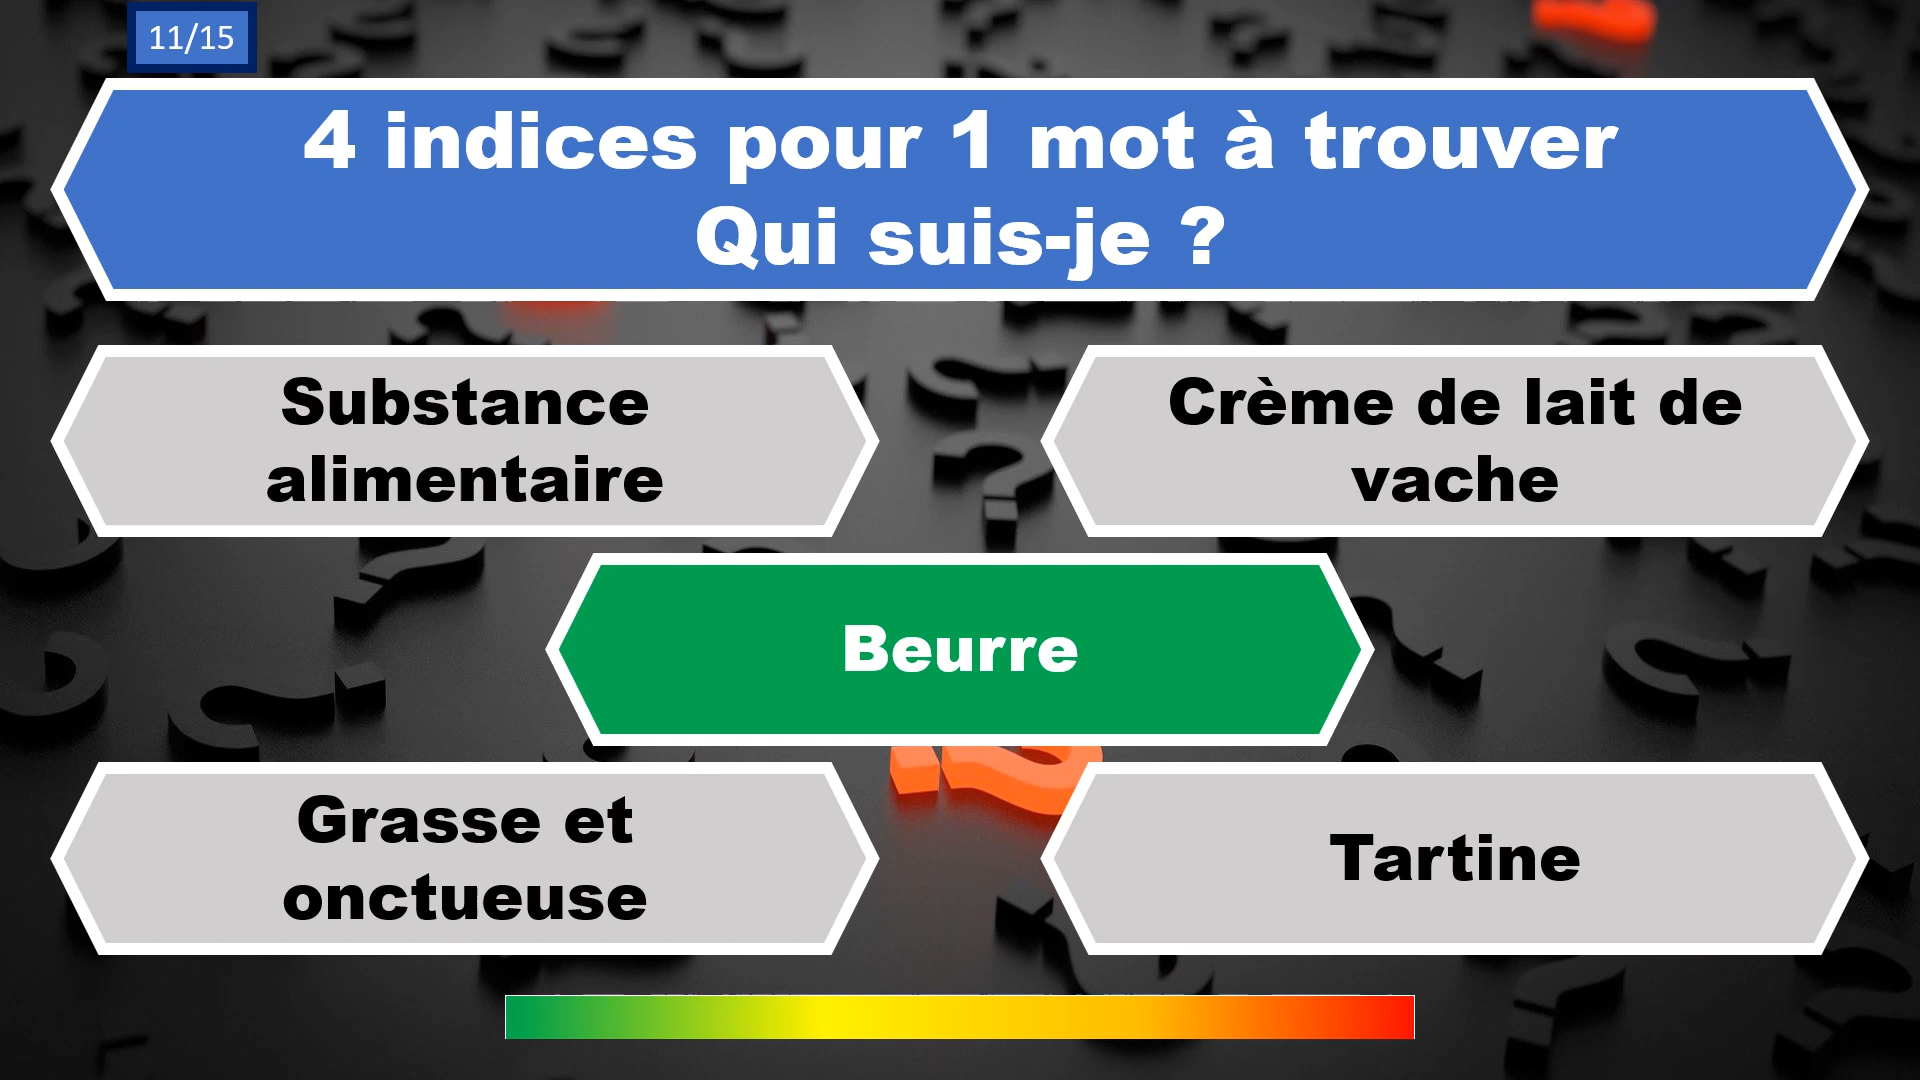 11/15
4 indices pour 1 mot à trouver
Qui suis-je ?
Substance
alimentaire
Crème de lait de
vache
Beurre
Grasse et
onctueuse
Tartine